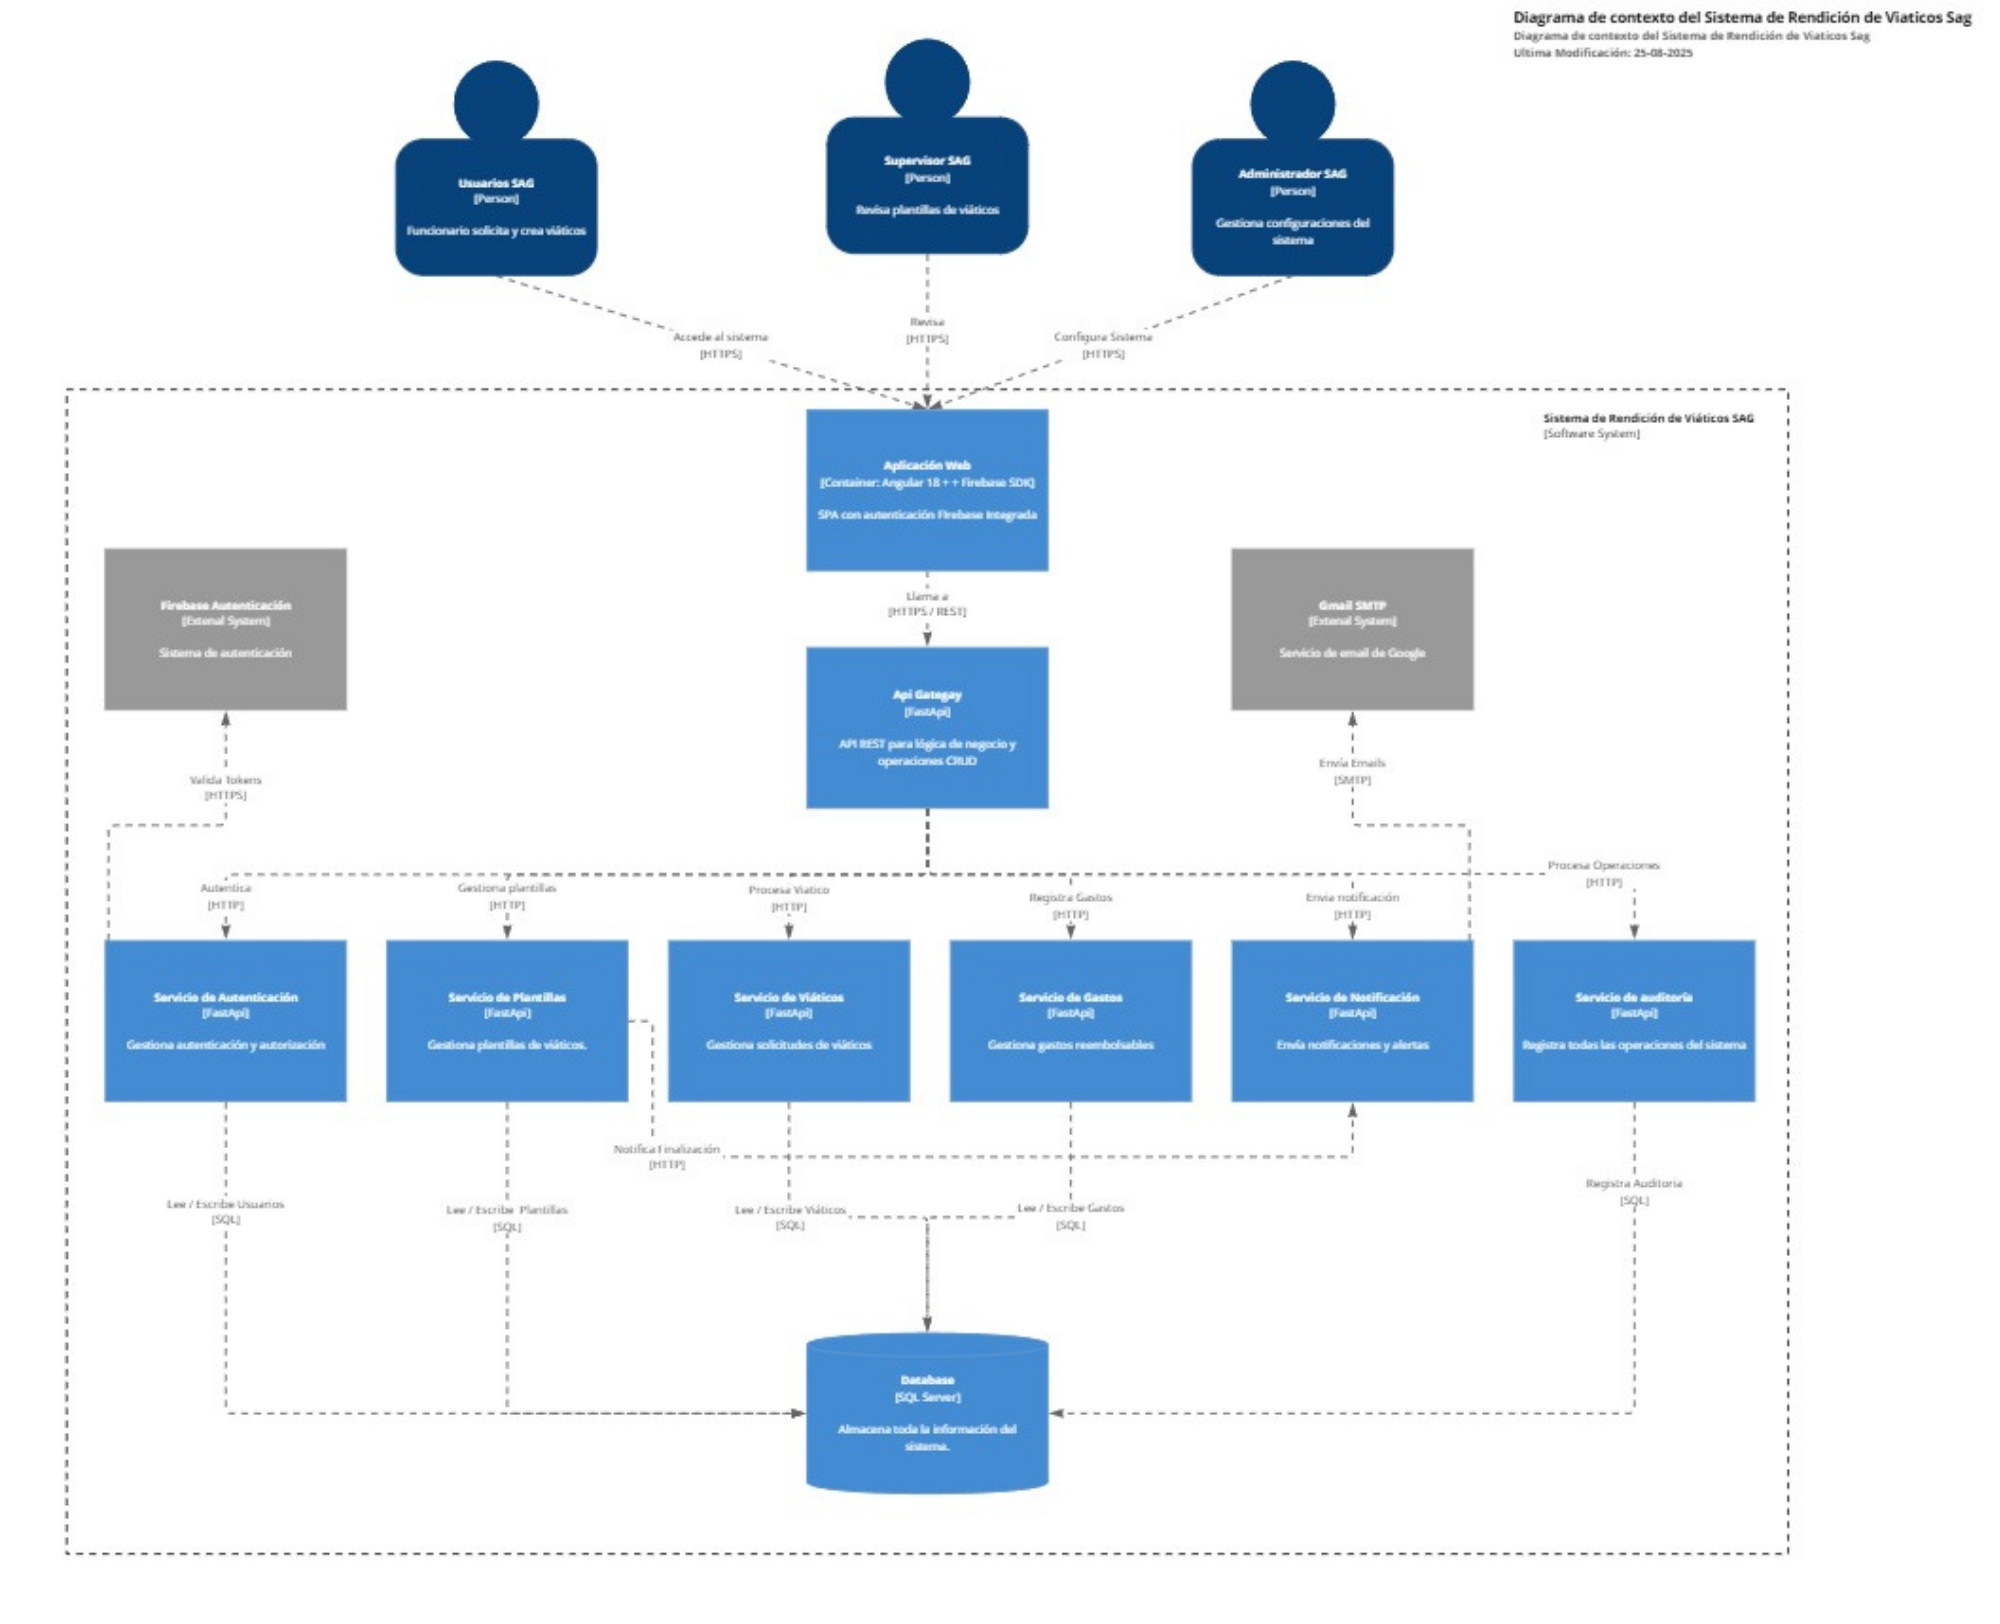 Diagrama de contexto del Sistema de Rendición de Viaticos Sag
Diagrama de contexto del Sistema de Rendición de Viaticos Sag
Ultima Modificación: 25-08-2025
Usuarios SAG
[Person]
Funcionario solicita y crea viáticos
Supervisor SAG
[Person]
Revisa plantillas de viáticos
Administrador SAG
[Person]
Gestiona configuraciones del
sistema
Accede al sistema
[HTTPS]
Revisa
[HTTPS]
Configura Sistema
[HTTPS]
Sistema de Rendición de Viáticos SAG
[Software System]
Aplicación Web
[Container: Angular 18 + + Firebase SDK]
SPA con autenticación Firebase Integrada
Llama a
[HTTPS / REST]
Firebase Autenticación
[Extenal System]
Sistema de autenticación
Gmail SMTP
[Extenal System]
Servicio de email de Google
Api Gategay
[FastApi]
API REST para lógica de negocio y
operaciones CRUD
Valida Tokens
[HTTPS]
Envía Emails
[SMTP]
Autentica
[HTTP]
Gestiona plantillas
[HTTP]
Procesa Viatico
[HTTP]
Registra Gastos
[HTTP]
Envia notificación
[HTTP]
Procesa Operaciones
[HTTP]
Servicio de Autenticación
[FastApi]
Gestiona autenticación y autorización
Servicio de Plantillas
[FastApi]
Gestiona plantillas de viáticos.
Servicio de Viáticos
[FastApi]
Gestiona solicitudes de viáticos
Servicio de Gastos
[FastApi]
Gestiona gastos reembolsables
Servicio de Notificación
[FastApi]
Envía notificaciones y alertas
Servicio de auditoría
[FastApi]
Registra todas las operaciones del sistema
Notifica Finalización
[HTTP]
Lee / Escribe Usuarios
[SQL]
Lee / Escribe Plantillas
[SQL]
Lee / Escribe Viáticos
[SQL]
Lee / Escribe Gastos
[SQL]
Registra Auditoria
[SQL]
Database
[SQL Server]
Almacena toda la información del
sistema.